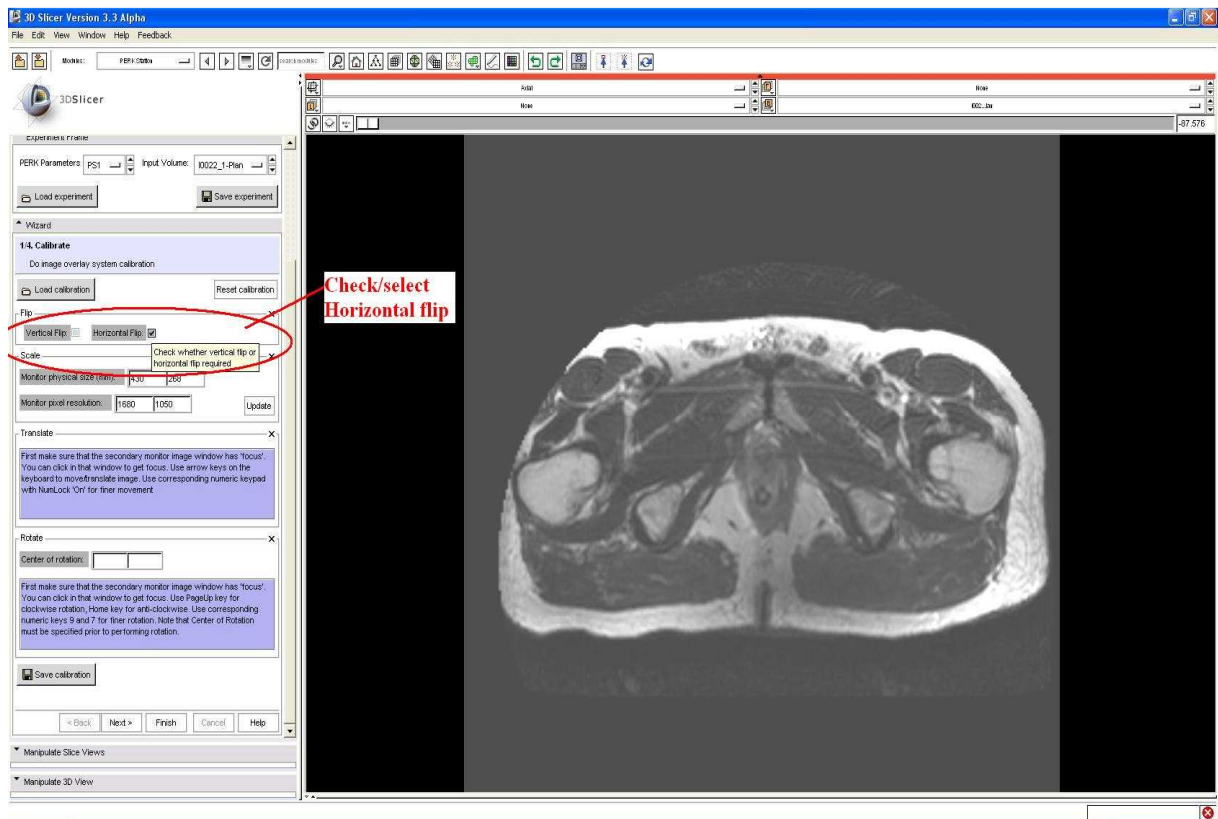 3D Slicer Version 3.3 Alpha
File Edit View Window Help Feedback
Modules: PERK Station
3DSlicer
Axial None
None
-87.576
Experiment Frame
PERK Parameters PS1 Input Volume: I0022_1-Plan
Load experiment Save experiment
Wizard
1/4. Calibrate
Do image overlay system calibration
Load calibration Reset calibration
Check/select
Horizontal flip
Flip X
Vertical Flip: Horizontal Flip:
Check whether vertical flip or
horizontal flip required
Scale X
Monitor physical size (mm): 430 268
Monitor pixel resolution: 1680 1050 Update
Translate X
First make sure that the secondary monitor image window has 'focus'.
You can click in that window to get focus. Use arrow keys on the
keyboard to move/translate image. Use corresponding numeric keypad
with NumLock 'On' for finer movement
Rotate X
Center of rotation:
First make sure that the secondary monitor image window has 'focus'.
You can click in that window to get focus. Use PageUp key for
clockwise rotation, Home key for anti-clockwise. Use corresponding
numeric keys 9 and 7 for finer rotation. Note that Center of Rotation
must be specified prior to performing rotation.
Save calibration
< Back Next > Finish Cancel Help
Manipulate Slice Views
Manipulate 3D View